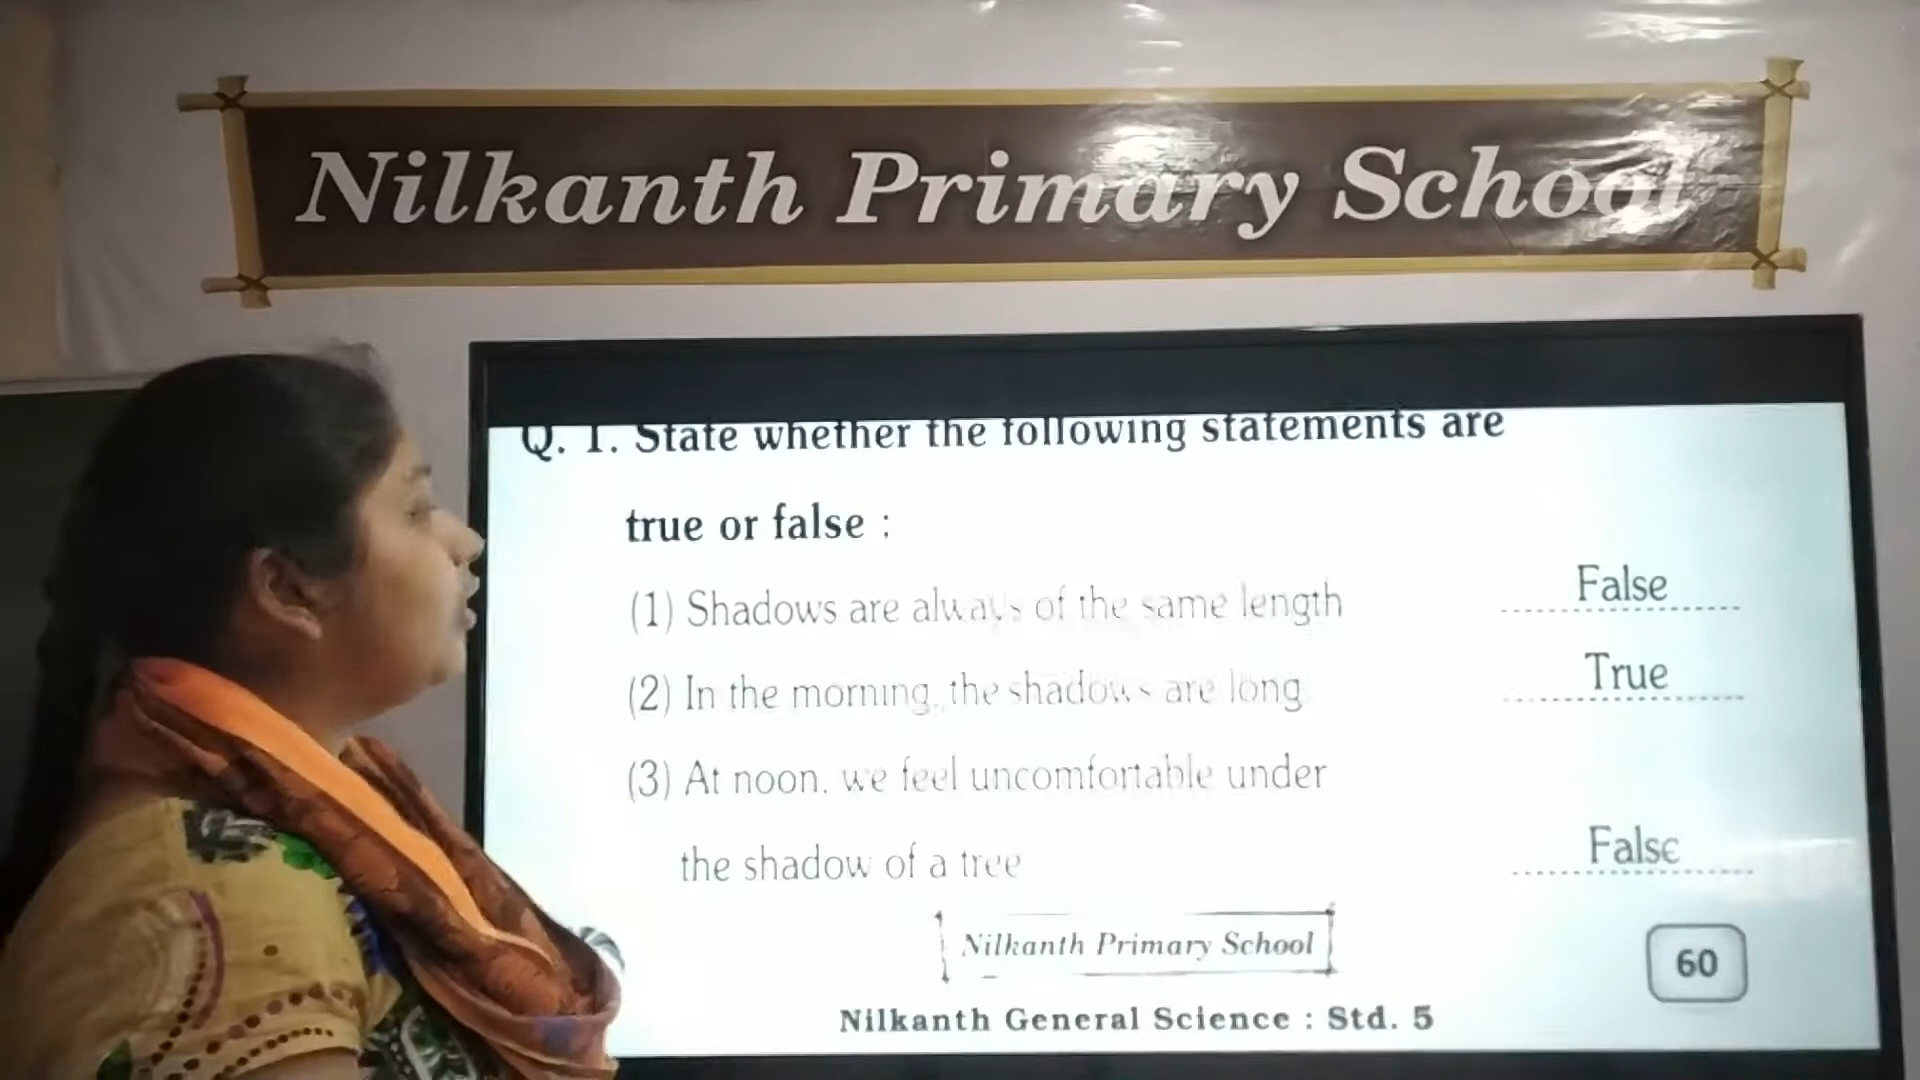 Nilkanth Primary School
Q. 1. State whether the following statements are
true or false :
(1) Shadows are always of the same length
False
(2) In the morning, the shadows are long
True
(3) At noon, we feel uncomfortable under
the shadow of a tree
False
Nilkanth Primary School
60
Nilkanth General Science : Std. 5